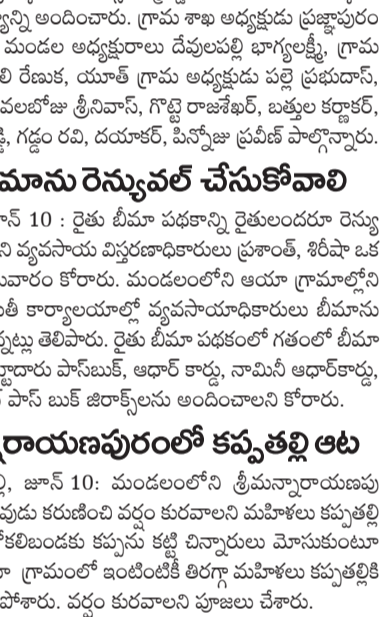 న్ని అందించారు. గ్రామ శాఖ అధ్యక్షుడు ప్రజ్ఞాపురం
మండల అధ్యక్షురాలు దేవులపల్లి భాగ్యలక్ష్మీ, గ్రామ
లి రేణుక, యూత్ గ్రామ అధ్యక్షుడు పల్లె ప్రభుదాస్,
వలబోజు శ్రీనివాస్, గొట్టె రాజశేఖర్, బత్తుల కర్ణాకర్,
గడ్డం రవి, దయాకర్, పిన్నోజు ప్రవీణ్ పాల్గొన్నారు.
మాను రెన్యువల్ చేసుకోవాలి
న్ 10 : రైతు బీమా పథకాన్ని రైతులందరూ రెన్యు
ని వ్యవసాయ విస్తరణాధికారులు ప్రశాంత్, శిరీషా ఒక
వారం కోరారు. మండలంలోని ఆయా గ్రామాల్లోని
తీ కార్యాలయాల్లో వ్యవసాయాధికారులు బీమాను
న్నట్లు తెలిపారు. రైతు బీమా పథకంలో గతంలో బీమా
ట్టాదారు పాస్‌బుక్, ఆధార్ కార్డు, నామినీ ఆధార్‌కార్డు,
పాస్ బుక్ జిరాక్స్‌లను అందించాలని కోరారు.
రాయణపురంలో కప్పతల్లి ఆట
ల్లి, జూన్ 10: మండలంలోని శ్రీమన్నారాయణపు
వుడు కరుణించి వర్షం కురవాలని మహిళలు కప్పతల్లి
కలిబండకు కప్పను కట్టి చిన్నారులు మోసుకుంటూ
గ్రామంలో ఇంటింటికీ తిరగ్గా మహిళలు కప్పతల్లికి
పోశారు. వర్షం కురవాలని పూజలు చేశారు.